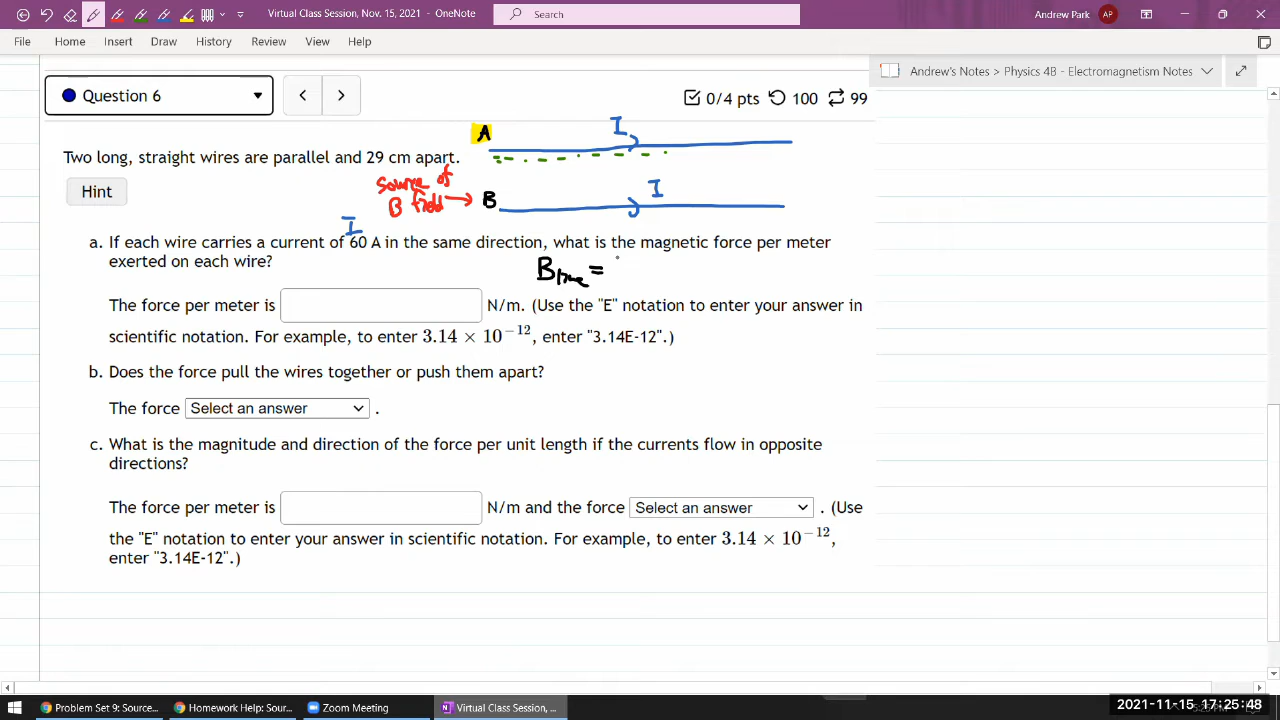 Virtual Class Session, Nov. 15, 2021 - OneNote
Search
Andrew Park
AP
File Home Insert Draw History Review View Help
Andrew's Notes > Physics 4B - Electromagnetism Notes
Question 6
0/4 pts 100 99
A
I
Two long, straight wires are parallel and 29 cm apart.
Source of
B field → B
I
Hint
I
a. If each wire carries a current of 60 A in the same direction, what is the magnetic force per meter
exerted on each wire?
B line =
The force per meter is N/m. (Use the "E" notation to enter your answer in
scientific notation. For example, to enter 3.14 × 10⁻¹², enter "3.14E-12".)
b. Does the force pull the wires together or push them apart?
The force Select an answer .
c. What is the magnitude and direction of the force per unit length if the currents flow in opposite
directions?
The force per meter is N/m and the force Select an answer . (Use
the "E" notation to enter your answer in scientific notation. For example, to enter 3.14 × 10⁻¹²,
enter "3.14E-12".)
Problem Set 9: Source... Homework Help: Sour... Zoom Meeting Virtual Class Session, ...
2021-11-15 17:25:48